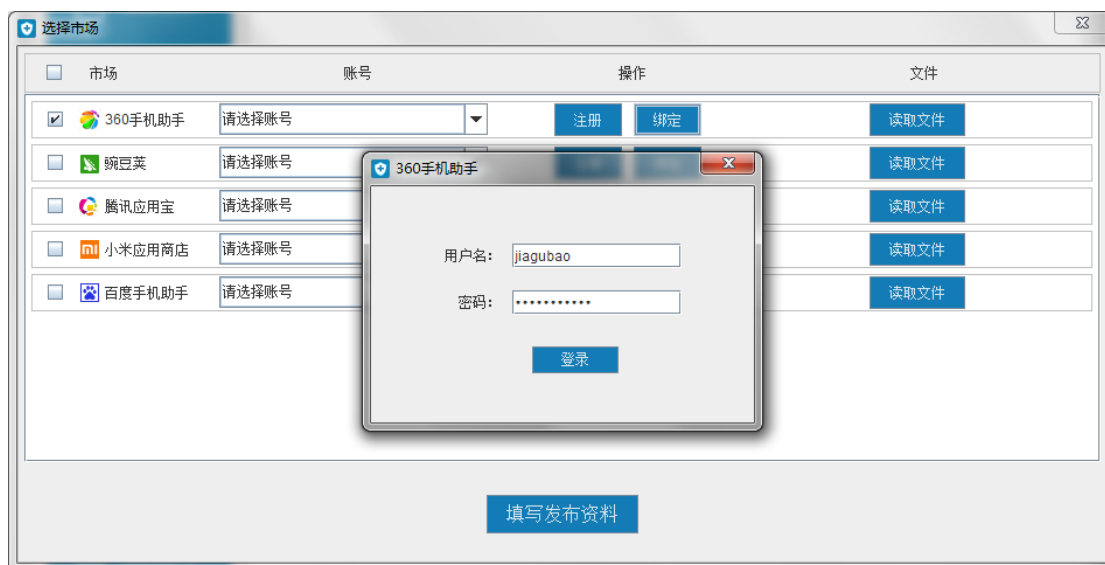 选择市场
市场 账号 操作 文件
360手机助手 请选择账号 注册 绑定 读取文件
豌豆荚 请选择账号 读取文件
腾讯应用宝 请选择账号 读取文件
小米应用商店 请选择账号 读取文件
百度手机助手 请选择账号 读取文件
360手机助手
用户名: jiagubao
密码: •••••••••••
登录
填写发布资料